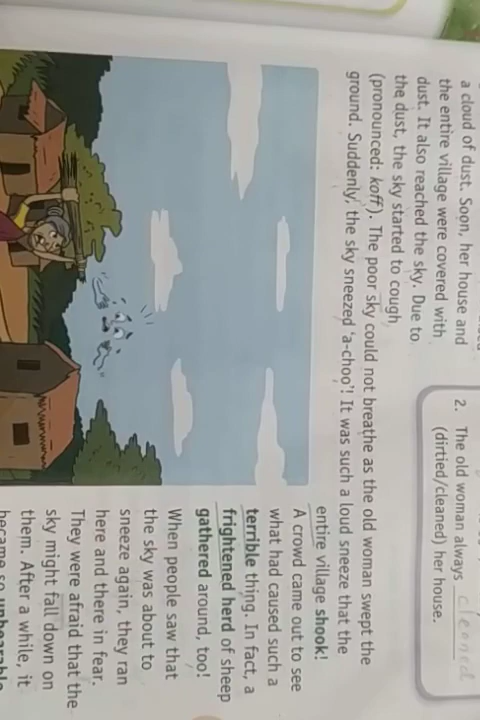 a cloud of dust. Soon, her house and
the entire village were covered with
dust. It also reached the sky. Due to
the dust, the sky started to cough
(pronounced: koff). The poor sky could not breathe as the old woman swept the
ground. Suddenly, the sky sneezed 'a-choo'! It was such a loud sneeze that the
entire village shook!
A crowd came out to see
what had caused such a
terrible thing. In fact, a
frightened herd of sheep
gathered around, too!
When people saw that
the sky was about to
sneeze again, they ran
here and there in fear.
They were afraid that the
sky might fall down on
them. After a while, it
became so unbearable
2. The old woman always cleaned
(dirtied/cleaned) her house.